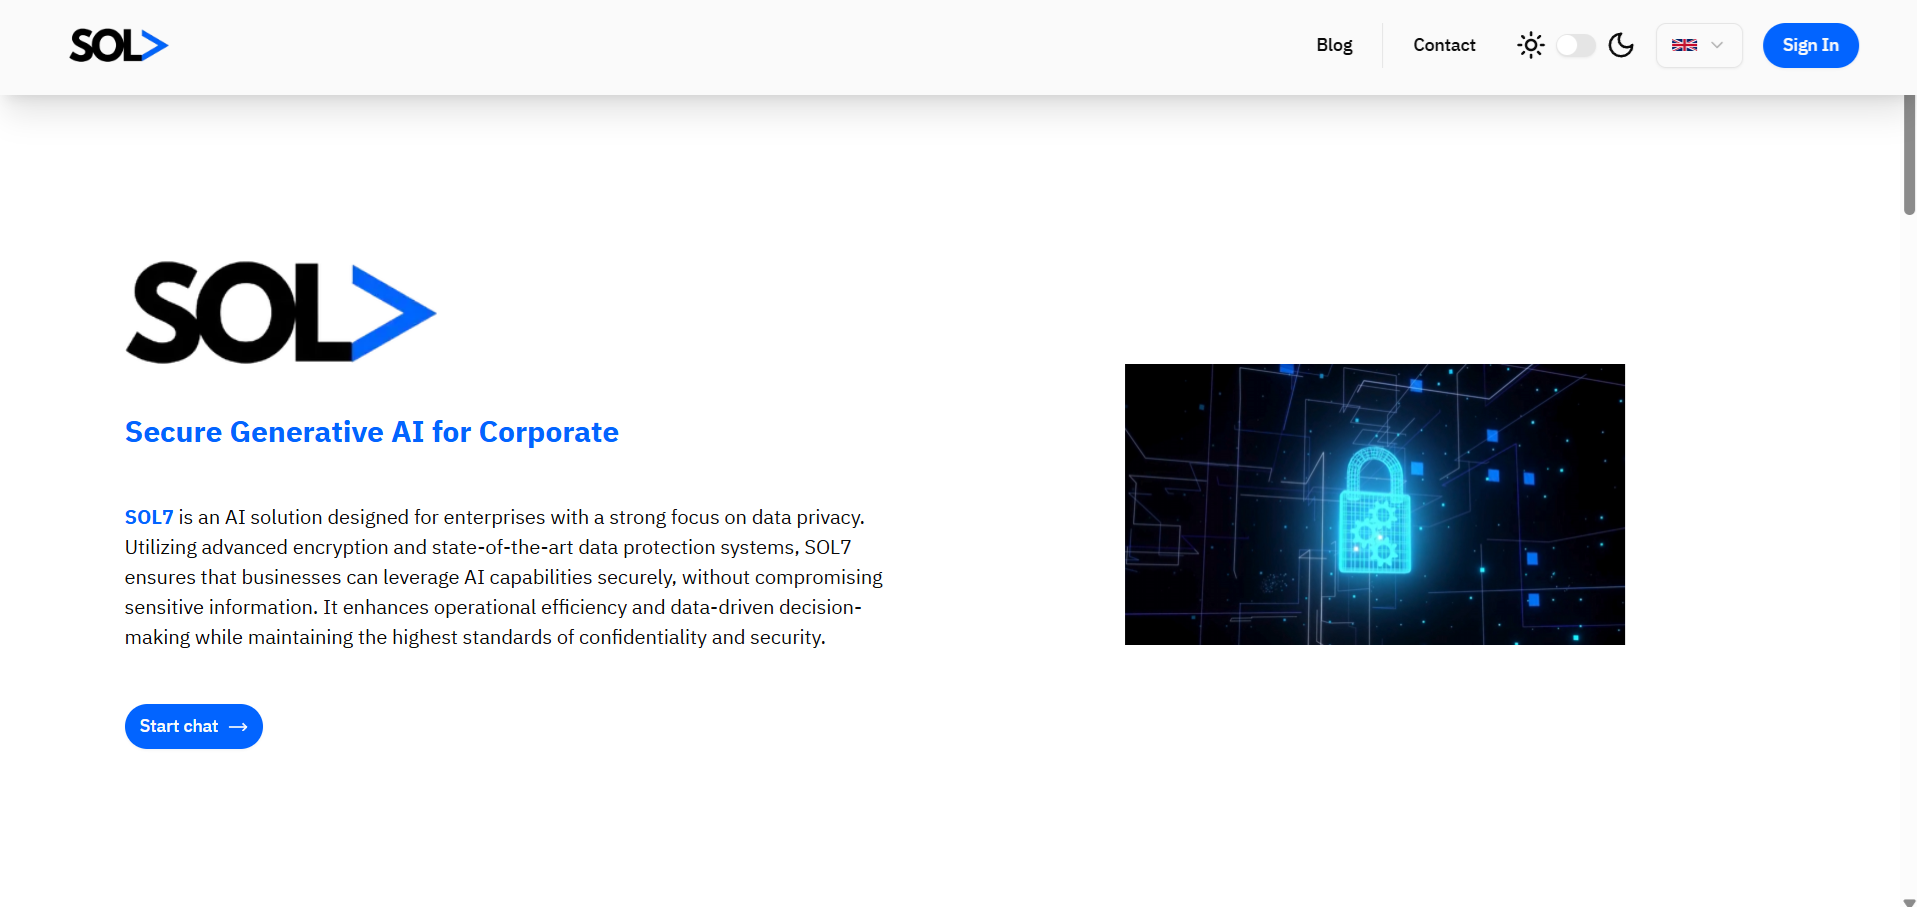 SOL
Blog
Contact
Sign In
SOL
Secure Generative AI for Corporate
SOL7 is an AI solution designed for enterprises with a strong focus on data privacy.
Utilizing advanced encryption and state-of-the-art data protection systems, SOL7
ensures that businesses can leverage AI capabilities securely, without compromising
sensitive information. It enhances operational efficiency and data-driven decision-
making while maintaining the highest standards of confidentiality and security.
Start chat →